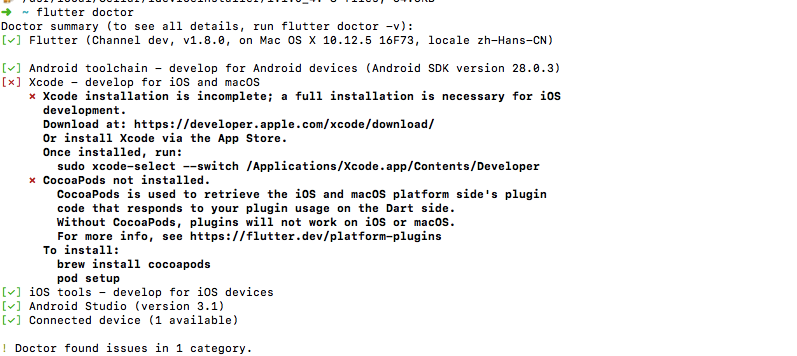 ➜ ~ flutter doctor
Doctor summary (to see all details, run flutter doctor -v):
[✓] Flutter (Channel dev, v1.8.0, on Mac OS X 10.12.5 16F73, locale zh-Hans-CN)
[✓] Android toolchain - develop for Android devices (Android SDK version 28.0.3)
[✗] Xcode - develop for iOS and macOS
✗ Xcode installation is incomplete; a full installation is necessary for iOS
development.
Download at: https://developer.apple.com/xcode/download/
Or install Xcode via the App Store.
Once installed, run:
sudo xcode-select --switch /Applications/Xcode.app/Contents/Developer
✗ CocoaPods not installed.
CocoaPods is used to retrieve the iOS and macOS platform side's plugin
code that responds to your plugin usage on the Dart side.
Without CocoaPods, plugins will not work on iOS or macOS.
For more info, see https://flutter.dev/platform-plugins
To install:
brew install cocoapods
pod setup
[✓] iOS tools - develop for iOS devices
[✓] Android Studio (version 3.1)
[✓] Connected device (1 available)
! Doctor found issues in 1 category.